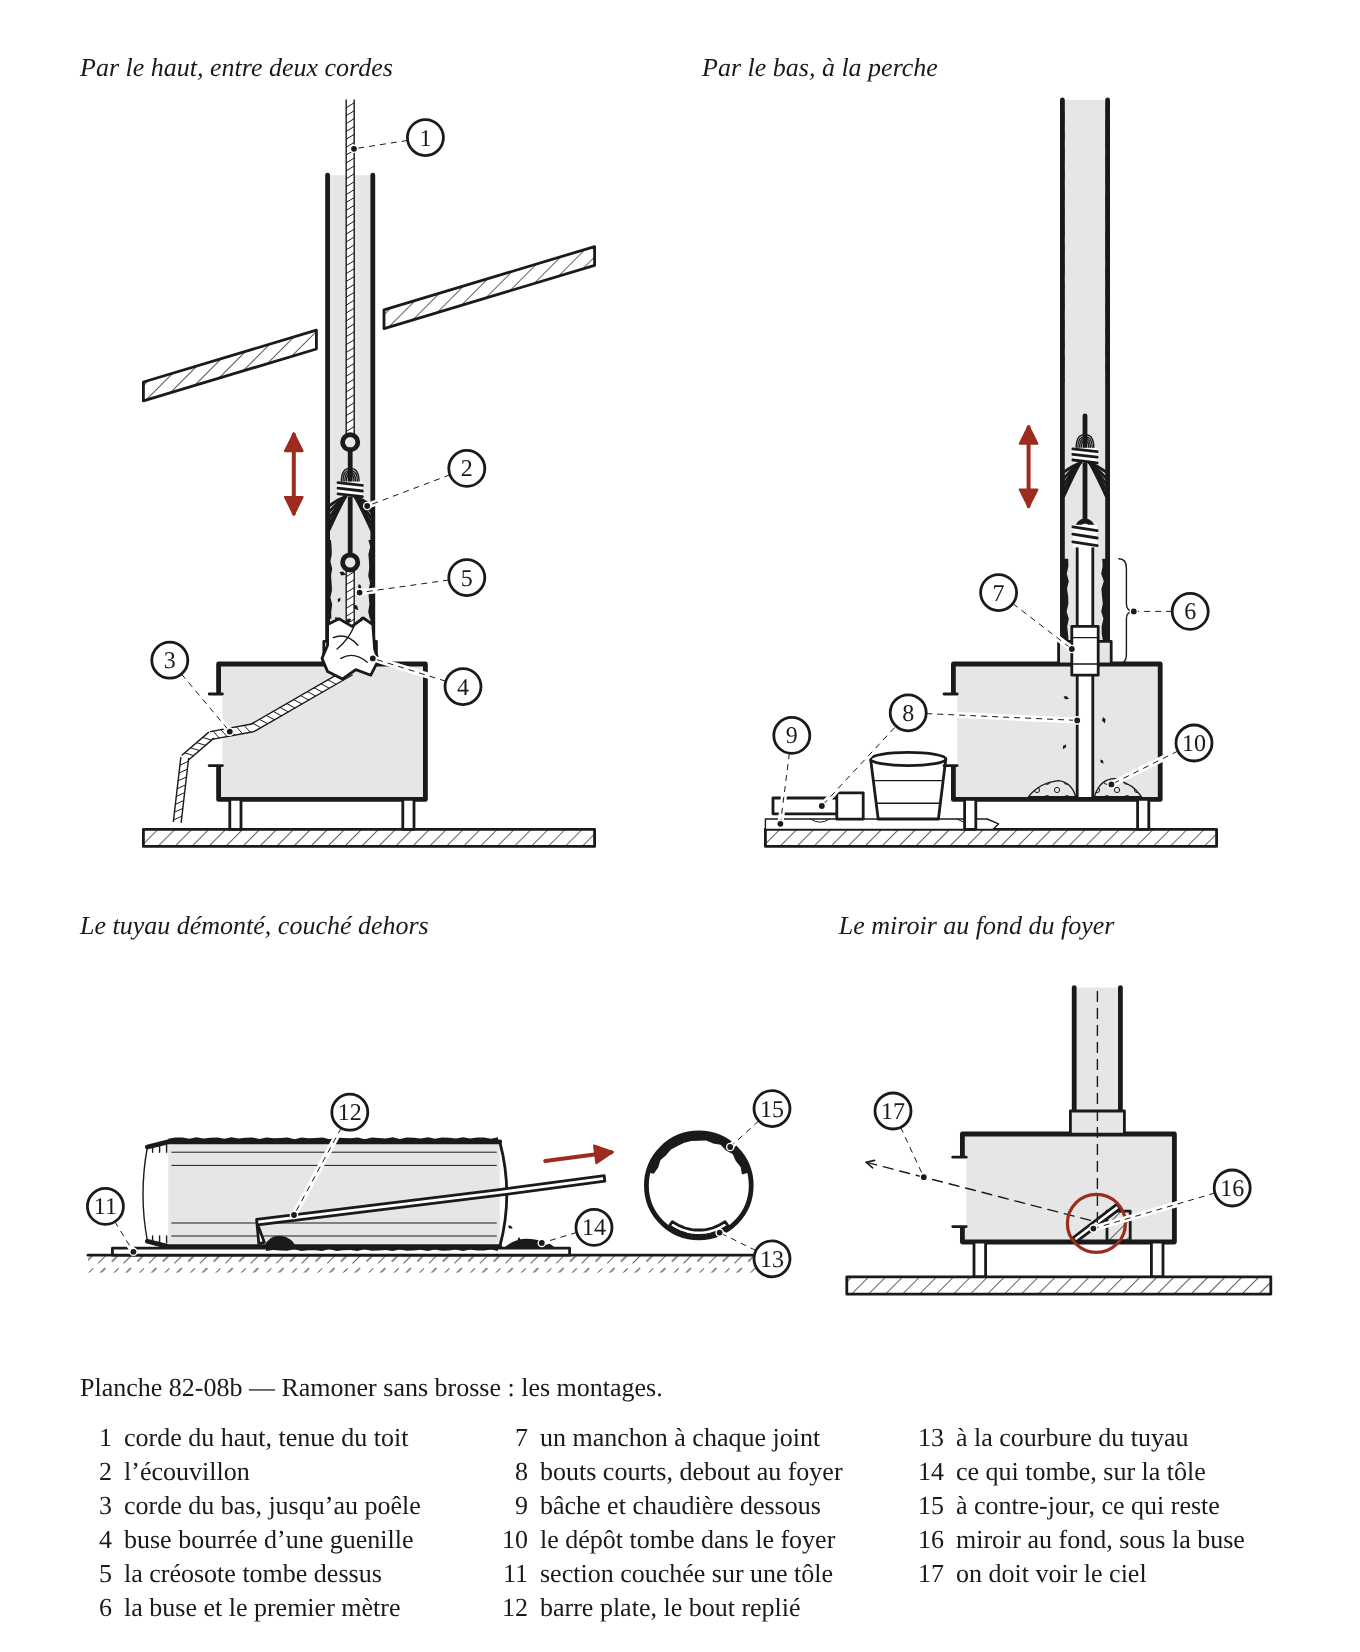 Par le haut, entre deux cordes
Par le bas, à la perche
1
2
5
3
4
7
6
8
9
10
Le tuyau démonté, couché dehors
Le miroir au fond du foyer
12
15
17
11
14
16
13
Planche 82-08b — Ramoner sans brosse : les montages.
1 corde du haut, tenue du toit
2 l’écouvillon
3 corde du bas, jusqu’au poêle
4 buse bourrée d’une guenille
5 la créosote tombe dessus
6 la buse et le premier mètre
7 un manchon à chaque joint
8 bouts courts, debout au foyer
9 bâche et chaudière dessous
10 le dépôt tombe dans le foyer
11 section couchée sur une tôle
12 barre plate, le bout replié
13 à la courbure du tuyau
14 ce qui tombe, sur la tôle
15 à contre-jour, ce qui reste
16 miroir au fond, sous la buse
17 on doit voir le ciel